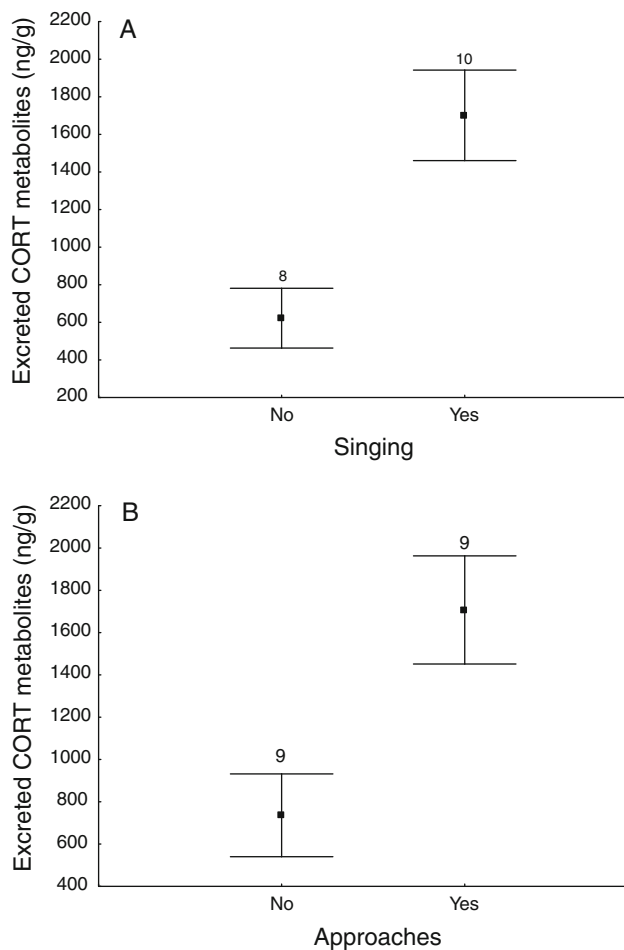 A
Excreted CORT metabolites (ng/g)
2200
2000
1800
1600
1400
1200
1000
800
600
400
200
8
10
No
Yes
Singing
B
Excreted CORT metabolites (ng/g)
2200
2000
1800
1600
1400
1200
1000
800
600
400
9
9
No
Yes
Approaches